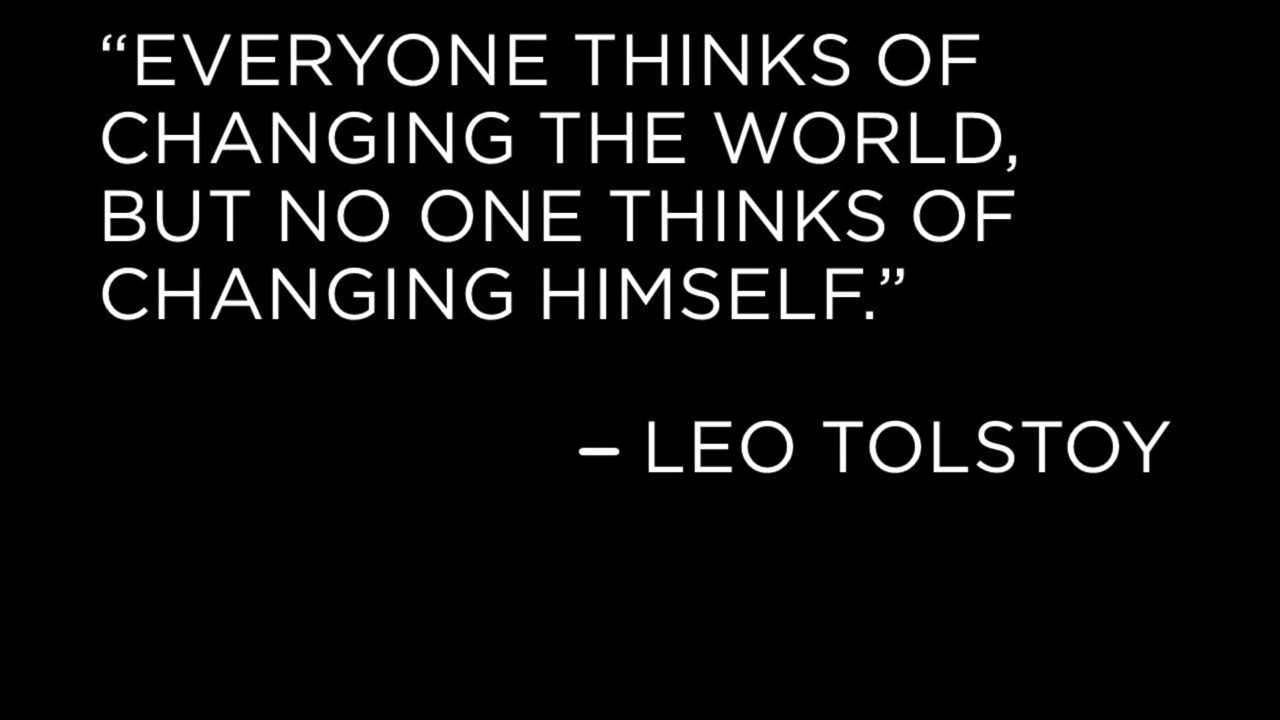 “EVERYONE THINKS OF
CHANGING THE WORLD,
BUT NO ONE THINKS OF
CHANGING HIMSELF.”
– LEO TOLSTOY